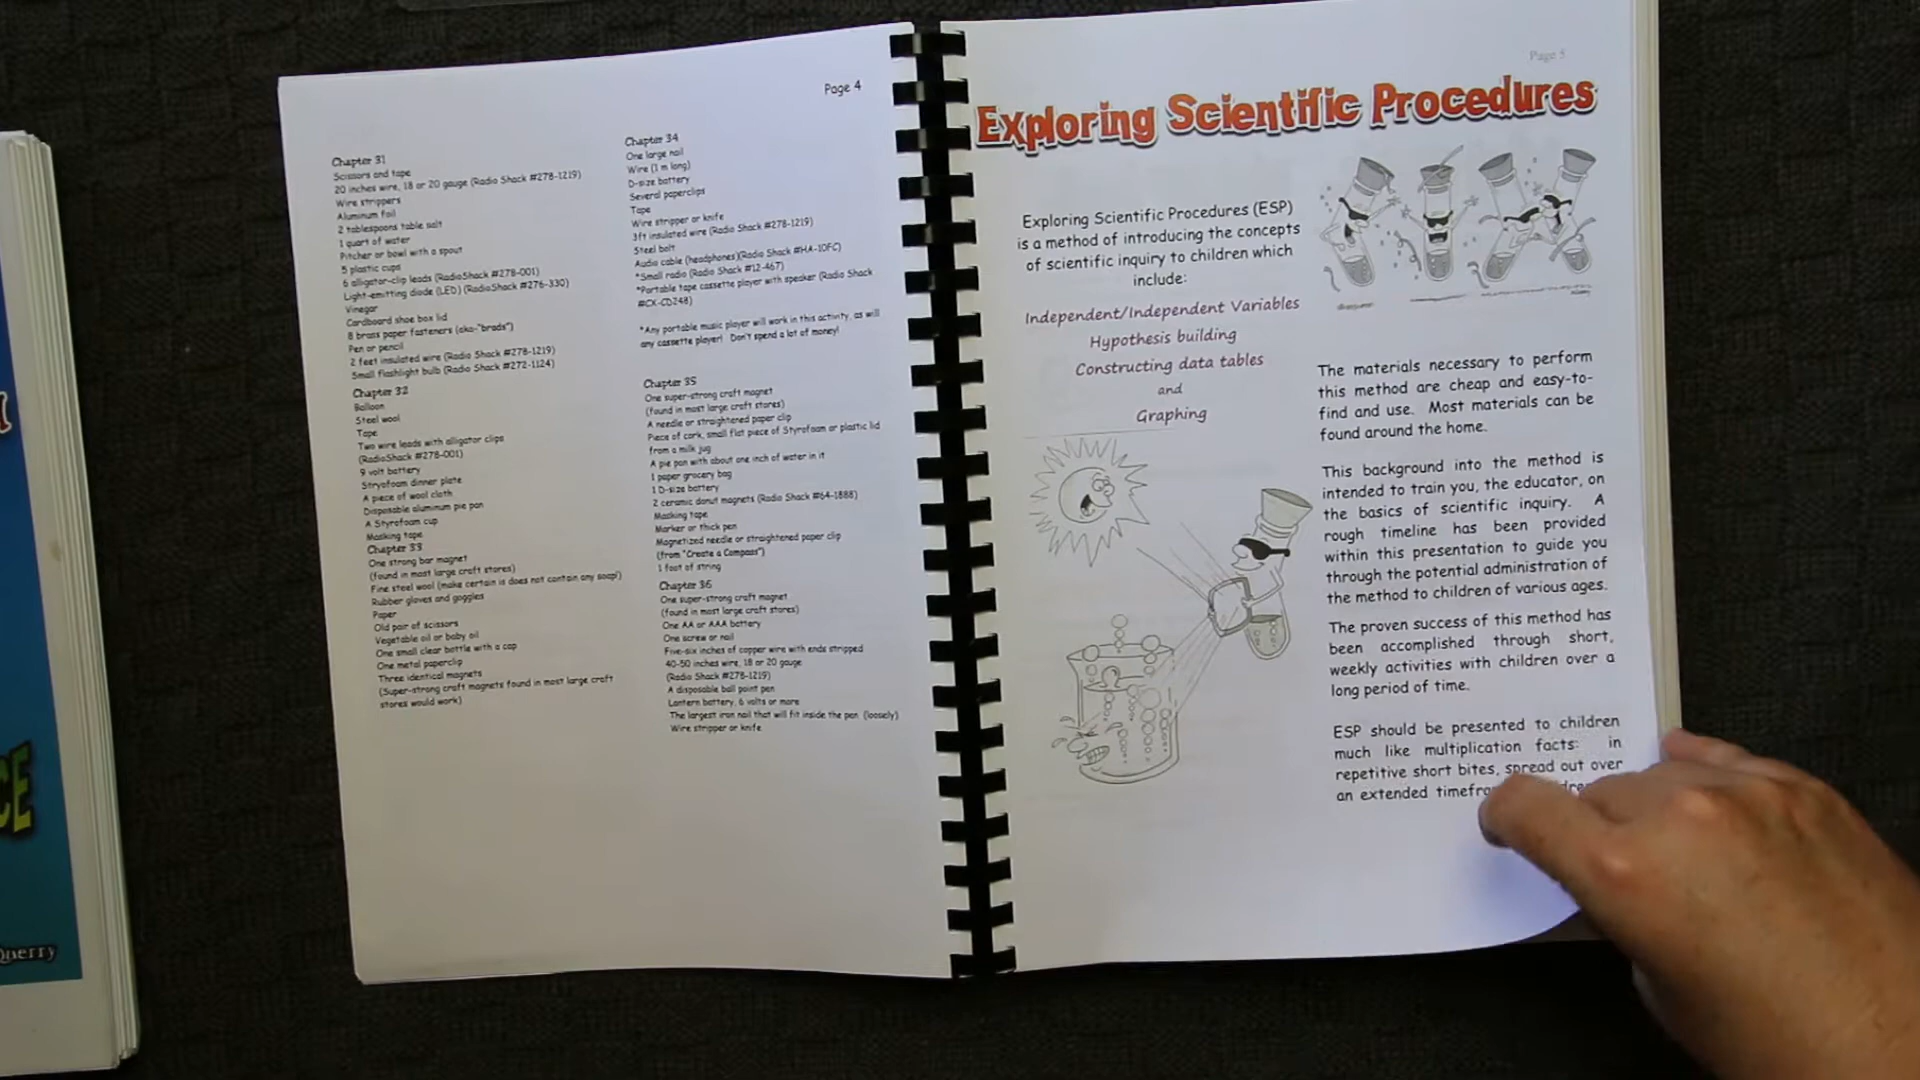 Page 4
Chapter 31
Scissors and tape
20 inches wire, 18 or 20 gauge (Radio Shack #278-1219)
Wire strippers
Aluminum foil
2 tablespoons table salt
1 quart of water
Pitcher or bowl with a spout
5 plastic cups
6 alligator-clip leads (RadioShack #278-001)
Light-emitting diode (LED) (RadioShack #276-330)
Vinegar
Cardboard shoe box lid
8 brass paper fasteners (aka-"brads")
Pen or pencil
2 feet insulated wire (Radio Shack #278-1219)
Small flashlight bulb (Radio Shack #272-1124)
Chapter 32
Balloon
Steel wool
Tape
Two wire leads with alligator clips
(RadioShack #278-001)
9 volt battery
Stryofoam dinner plate
A piece of wool cloth
Disposable aluminum pie pan
A Styrofoam cup
Masking tape
Chapter 33
One strong bar magnet
(found in most large craft stores)
Fine steel wool (make certain is does not contain any soap!)
Rubber gloves and goggles
Paper
Old pair of scissors
Vegetable oil or baby oil
One small clear bottle with a cap
One metal paperclip
Three identical magnets
(Super-strong craft magnets found in most large craft
stores would work)
Chapter 34
One large nail
Wire (1 m long)
D-size battery
Several paperclips
Tape
Wire stripper or knife
3ft insulated wire (Radio Shack #278-1219)
Steel bolt
Audio cable (headphones)(Radio Shack #HA-10FC)
*Small radio (Radio Shack #12-467)
*Portable tape cassette player with speaker (Radio Shack
#CX-CD248)
*Any portable music player will work in this activity, as will
any cassette player! Don't spend a lot of money!
Chapter 35
One super-strong craft magnet
(found in most large craft stores)
A needle or straightened paper clip
Piece of cork, small flat piece of Styrofoam or plastic lid
from a milk jug
A pie pan with about one inch of water in it
1 paper grocery bag
1 D-size battery
2 ceramic donut magnets (Radio Shack #64-1888)
Masking tape
Marker or thick pen
Magnetized needle or straightened paper clip
(from "Create a Compass")
1 foot of string
Chapter 36
One super-strong craft magnet
(found in most large craft stores)
One AA or AAA battery
One screw or nail
Five-six inches of copper wire with ends stripped
40-50 inches wire, 18 or 20 gauge
(Radio Shack #278-1219)
A disposable ball point pen
Lantern battery, 6 volts or more
The largest iron nail that will fit inside the pen (loosely)
Wire stripper or knife
Page 5
Exploring Scientific Procedures
Exploring Scientific Procedures (ESP)
is a method of introducing the concepts
of scientific inquiry to children which
include:
Independent/Independent Variables
Hypothesis building
Constructing data tables
and
Graphing
The materials necessary to perform
this method are cheap and easy-to-
find and use. Most materials can be
found around the home.
This background into the method is
intended to train you, the educator, on
the basics of scientific inquiry. A
rough timeline has been provided
within this presentation to guide you
through the potential administration of
the method to children of various ages.
The proven success of this method has
been accomplished through short,
weekly activities with children over a
long period of time.
ESP should be presented to children
much like multiplication facts: in
repetitive short bites, spread out over
an extended
CE
Querry